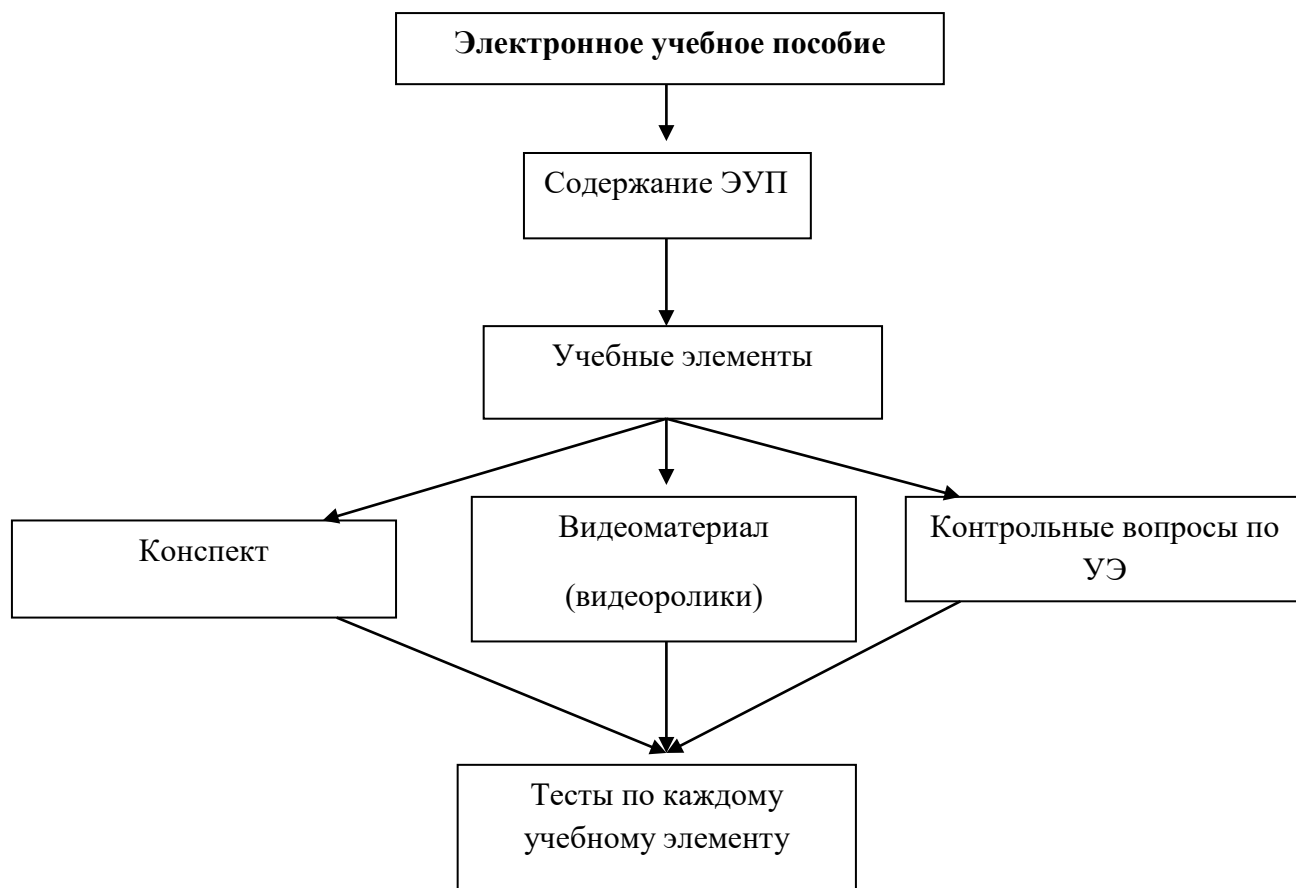 Электронное учебное пособие
Содержание ЭУП
Учебные элементы
Конспект
Видеоматериал
(видеоролики)
Контрольные вопросы по
УЭ
Тесты по каждому
учебному элементу